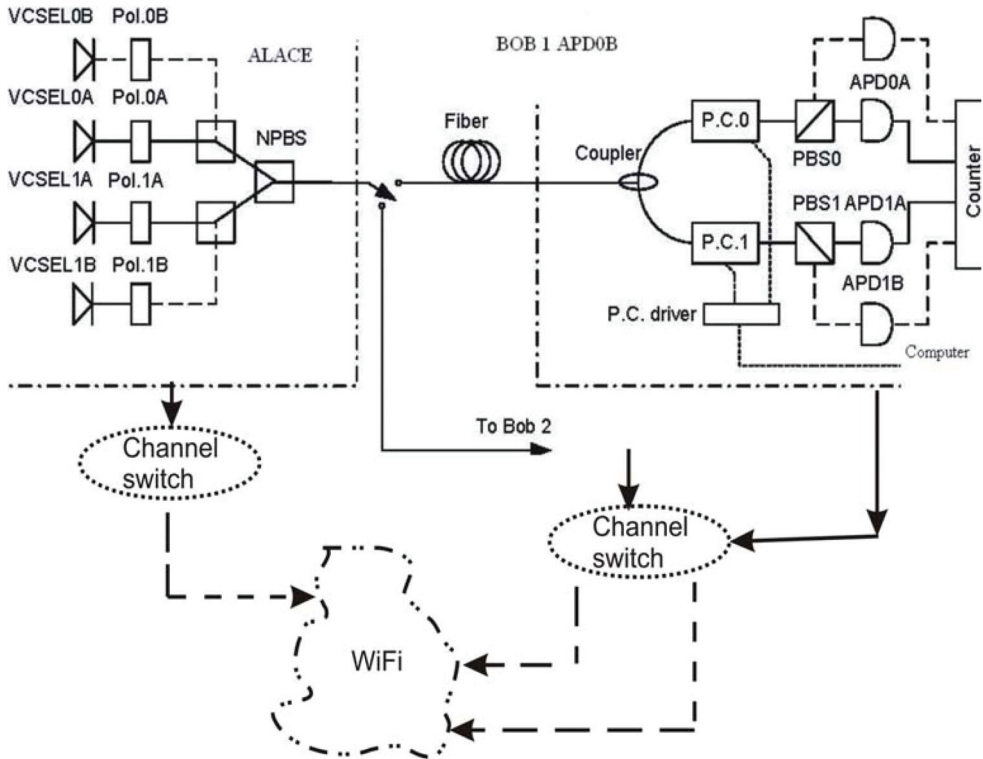 VCSEL0B Pol.0B
ALACE
BOB 1 APD0B
VCSEL0A Pol.0A
NPBS
VCSEL1A Pol.1A
VCSEL1B Pol.1B
Fiber
Coupler
P.C.0
PBS0
APD0A
P.C.1
PBS1 APD1A
APD1B
P.C. driver
Computer
Counter
To Bob 2
Channel
switch
Channel
switch
WiFi